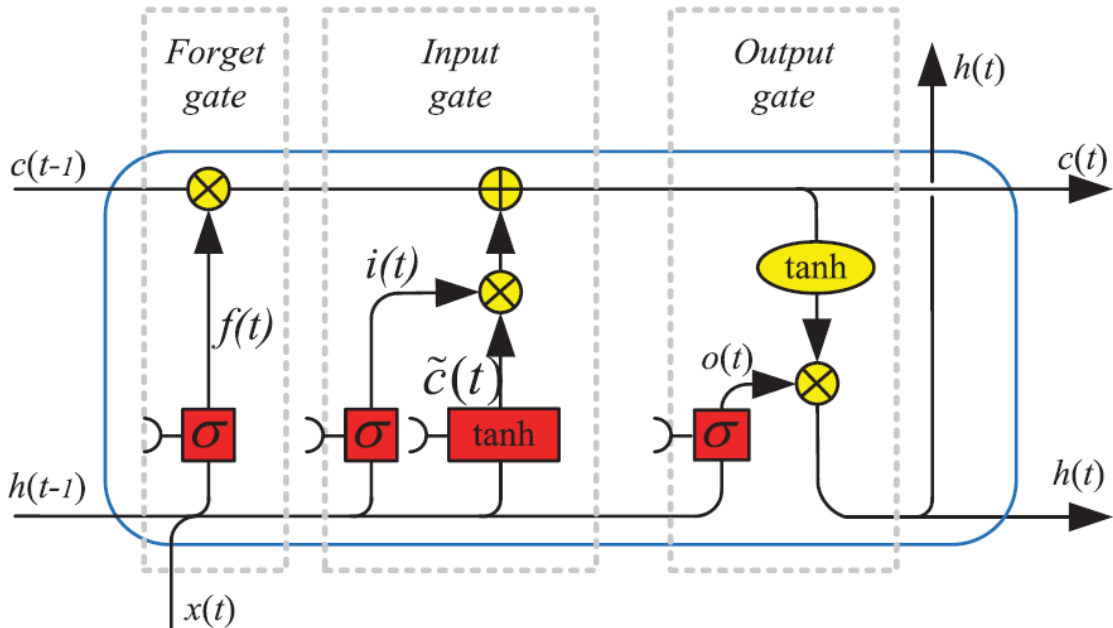 Forget
gate
Input
gate
Output
gate
h(t)
c(t-1)
c(t)
tanh
i(t)
f(t)
o(t)
c̃(t)
σ
σ
tanh
σ
h(t-1)
h(t)
x(t)